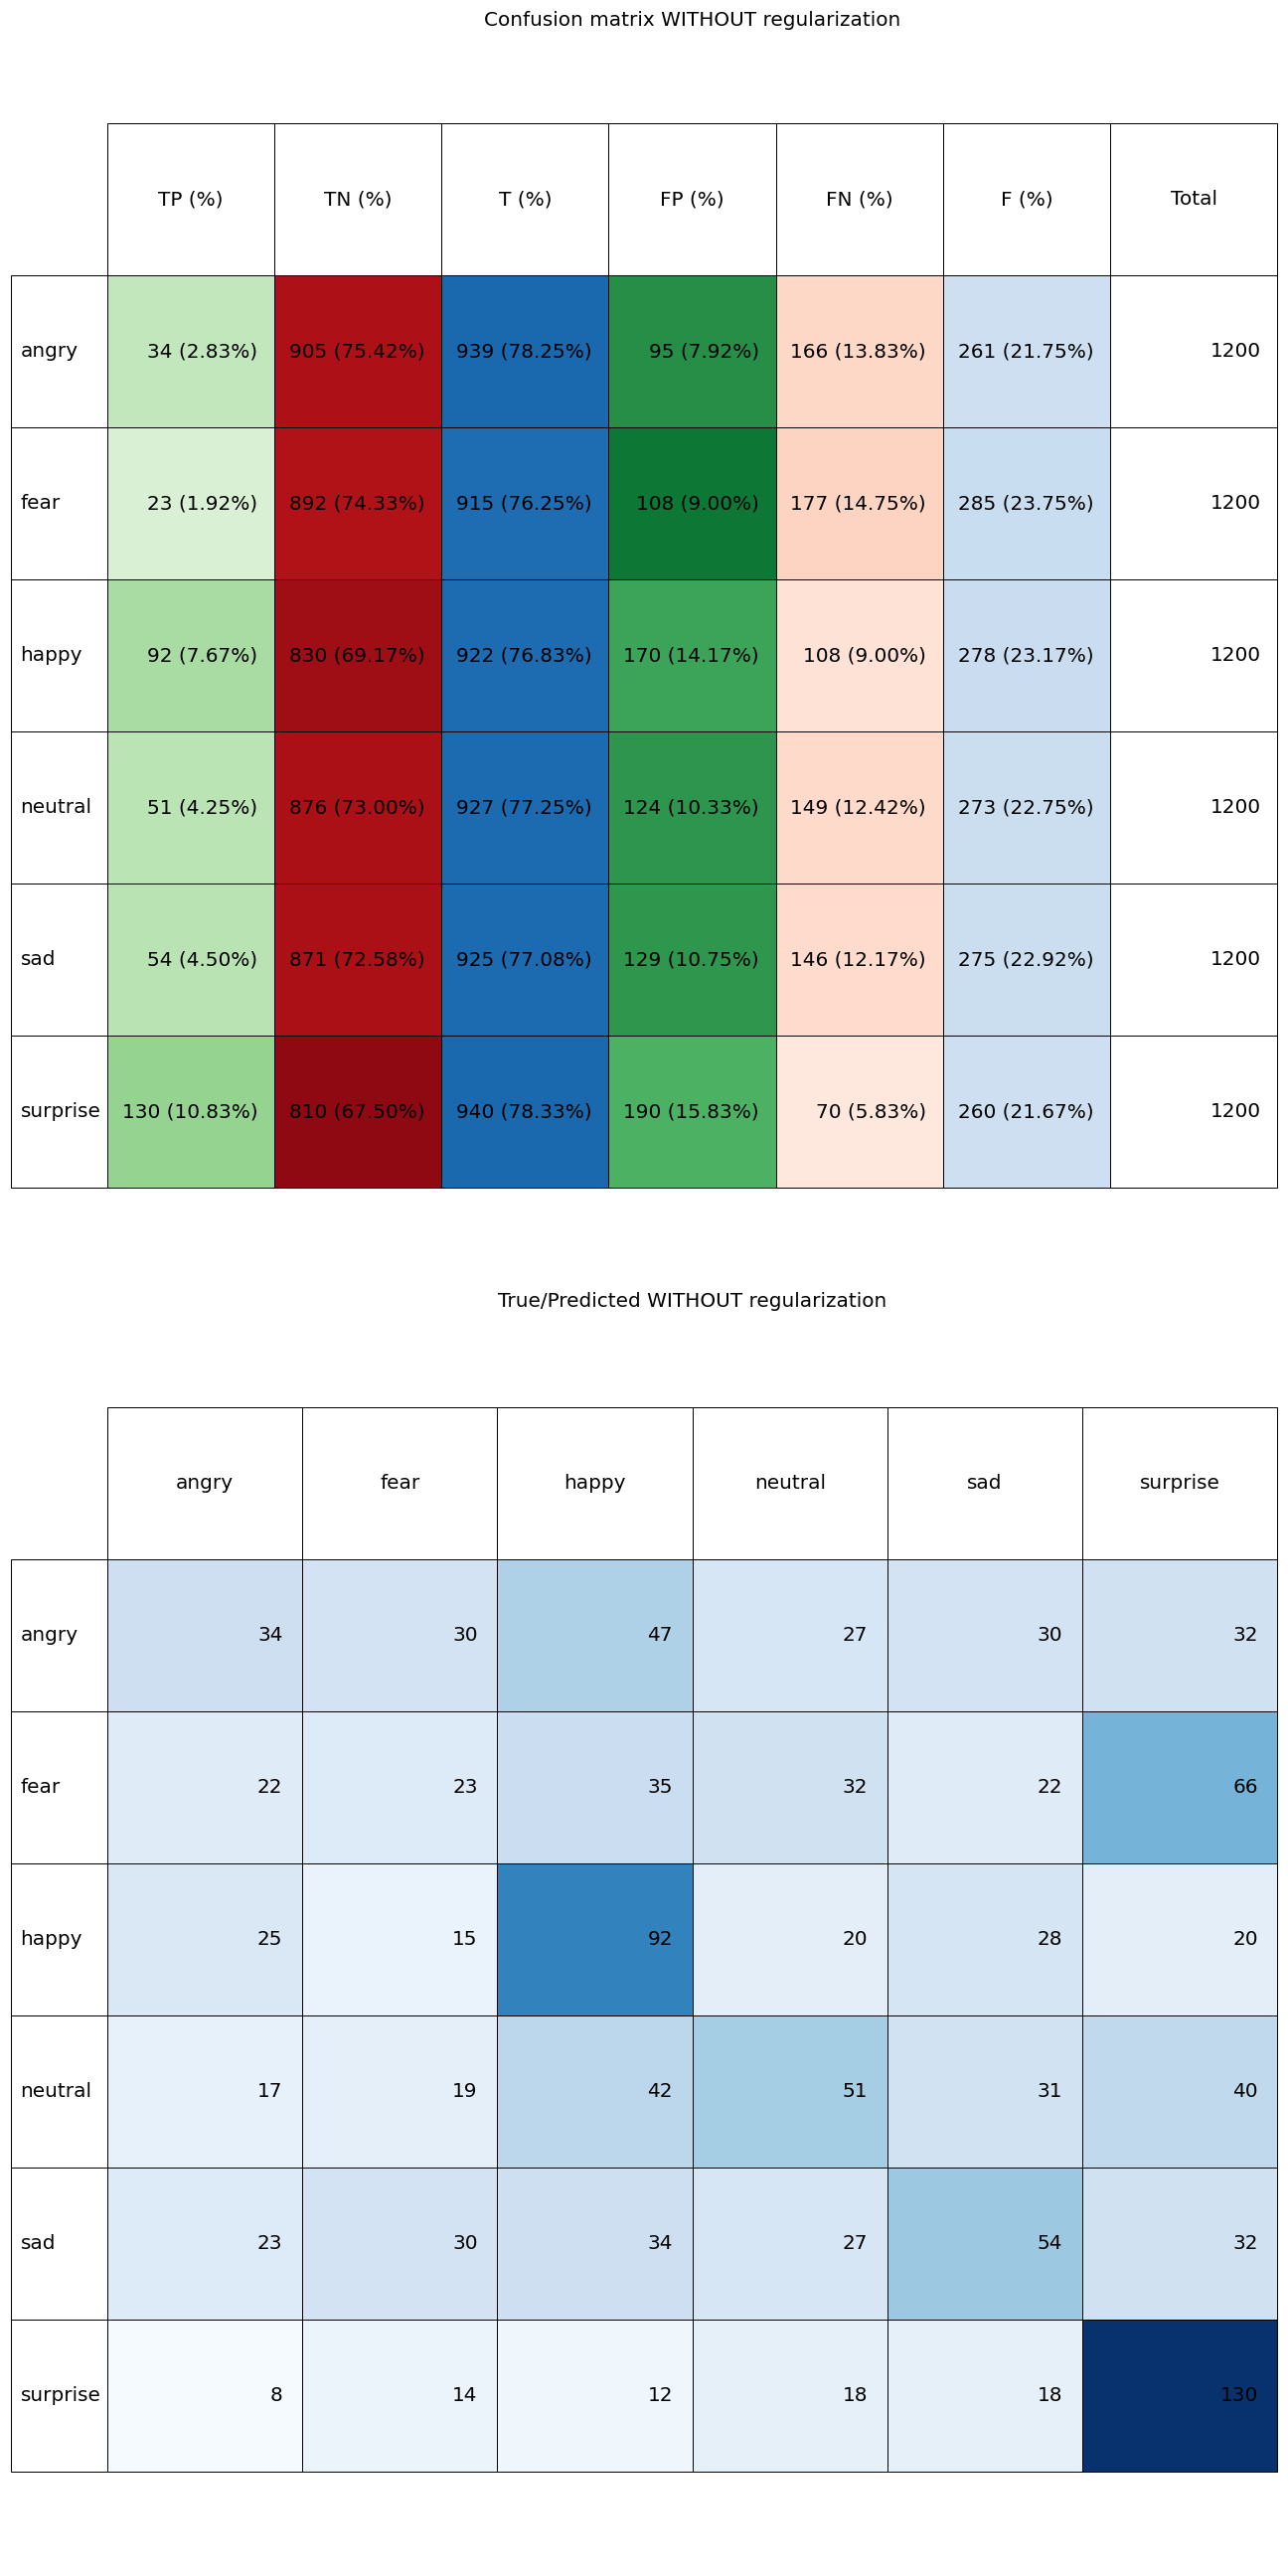 Confusion matrix WITHOUT regularization
TP (%) TN (%) T (%) FP (%) FN (%) F (%) Total
angry 34 (2.83%) 905 (75.42%) 939 (78.25%) 95 (7.92%) 166 (13.83%) 261 (21.75%) 1200
fear 23 (1.92%) 892 (74.33%) 915 (76.25%) 108 (9.00%) 177 (14.75%) 285 (23.75%) 1200
happy 92 (7.67%) 830 (69.17%) 922 (76.83%) 170 (14.17%) 108 (9.00%) 278 (23.17%) 1200
neutral 51 (4.25%) 876 (73.00%) 927 (77.25%) 124 (10.33%) 149 (12.42%) 273 (22.75%) 1200
sad 54 (4.50%) 871 (72.58%) 925 (77.08%) 129 (10.75%) 146 (12.17%) 275 (22.92%) 1200
surprise 130 (10.83%) 810 (67.50%) 940 (78.33%) 190 (15.83%) 70 (5.83%) 260 (21.67%) 1200
True/Predicted WITHOUT regularization
angry fear happy neutral sad surprise
angry 34 30 47 27 30 32
fear 22 23 35 32 22 66
happy 25 15 92 20 28 20
neutral 17 19 42 51 31 40
sad 23 30 34 27 54 32
surprise 8 14 12 18 18 130